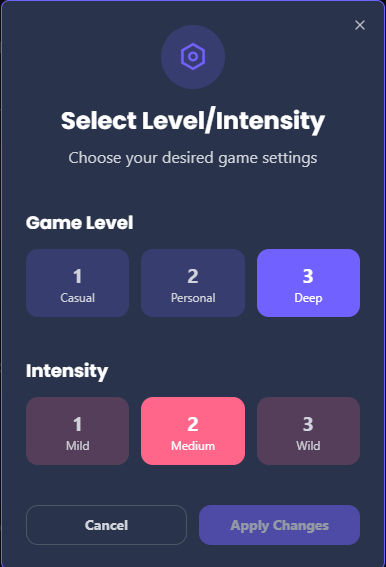 Select Level/Intensity
Choose your desired game settings
Game Level
1 2 3
Casual Personal Deep
Intensity
1 2 3
Mild Medium Wild
Cancel Apply Changes